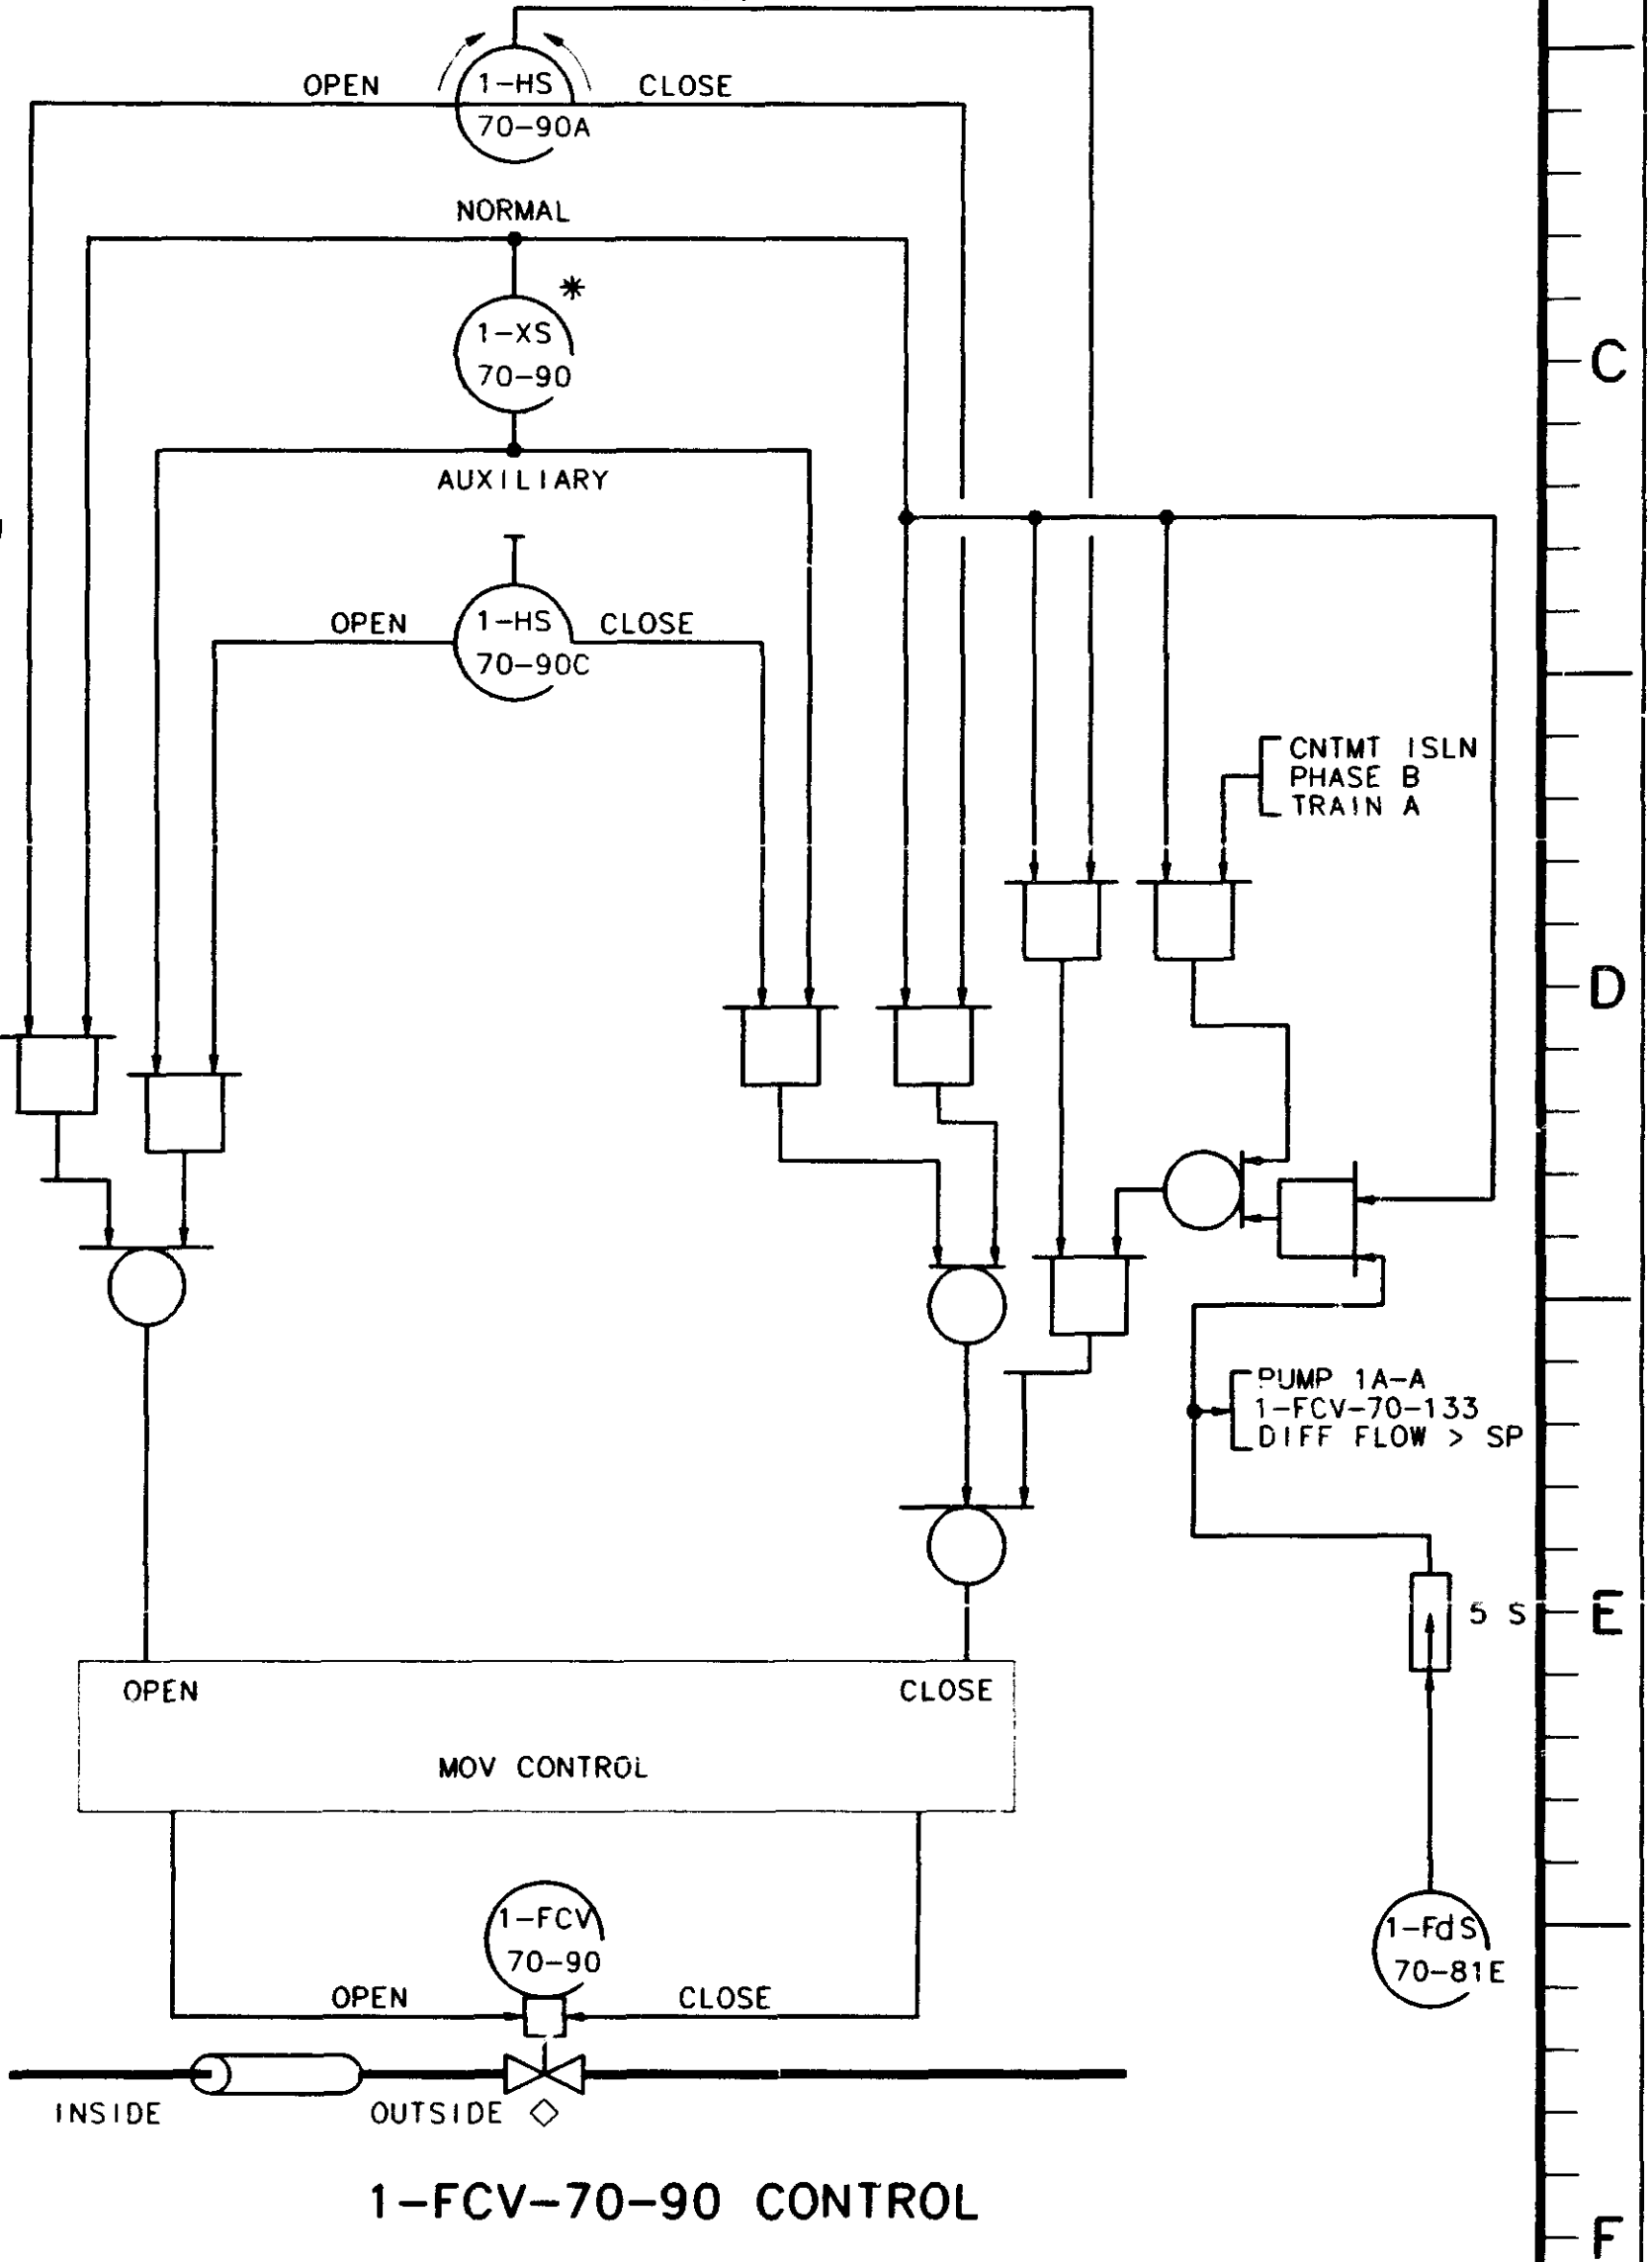 OPEN
1-HS
70-90A
CLOSE
NORMAL
*
1-XS
70-90
AUXILIARY
OPEN
1-HS
70-90C
CLOSE
C
CNTMT ISLN
PHASE B
TRAIN A
D
PUMP 1A-A
1-FCV-70-133
DIFF FLOW > SP
5 S
E
OPEN
CLOSE
MOV CONTROL
1-FCV
70-90
OPEN
CLOSE
1-FdS
70-81E
INSIDE
OUTSIDE
1-FCV-70-90 CONTROL
F